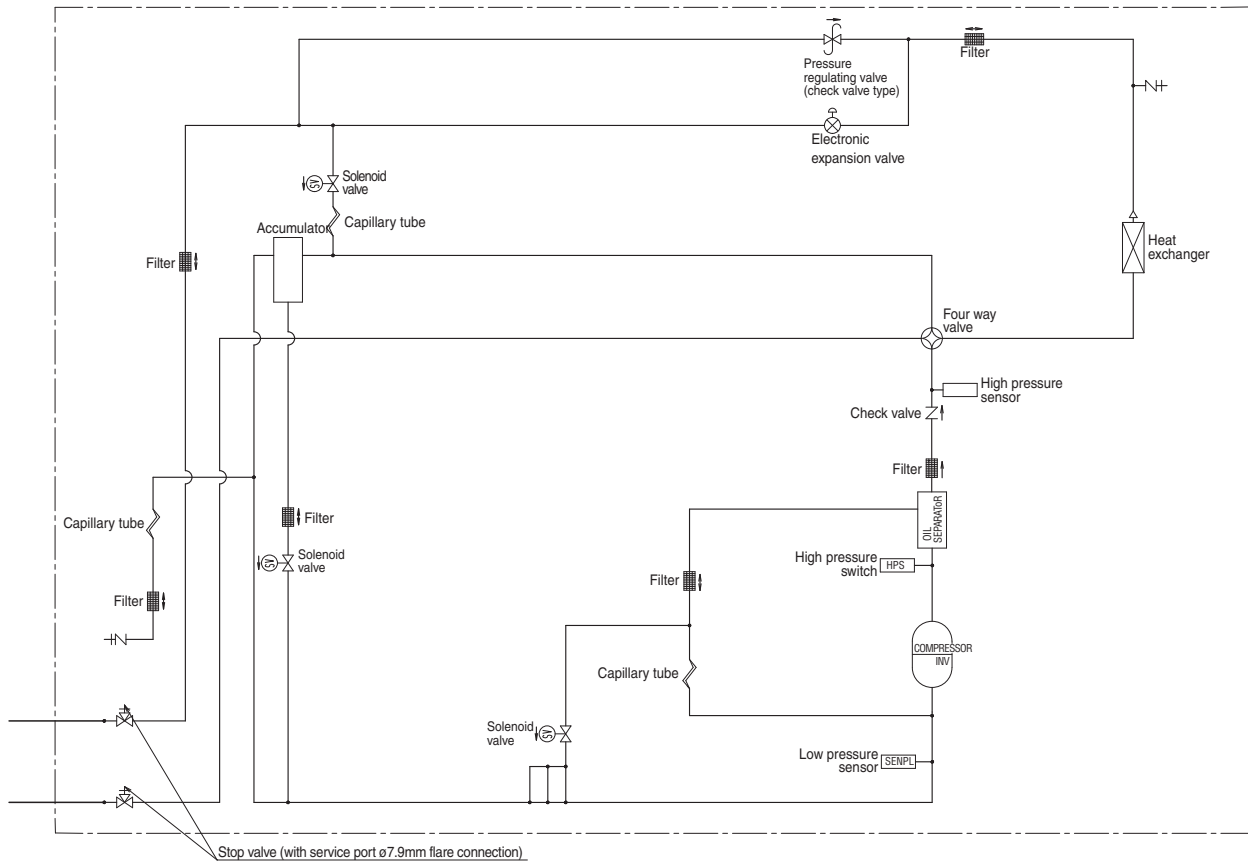 Pressure
regulating valve
(check valve type)
Filter
Electronic
expansion valve
SV
Solenoid
valve
Capillary tube
Accumulator
Filter
Heat
exchanger
Four way
valve
High pressure
sensor
Check valve
Filter
Capillary tube
Filter
SV
Solenoid
valve
OIL
SEPARAToR
High pressure
switch
HPS
Filter
Filter
COMPRESSOR
INV
Capillary tube
Solenoid
valve
SV
Low pressure
sensor
SENPL
Stop valve (with service port ø7.9mm flare connection)